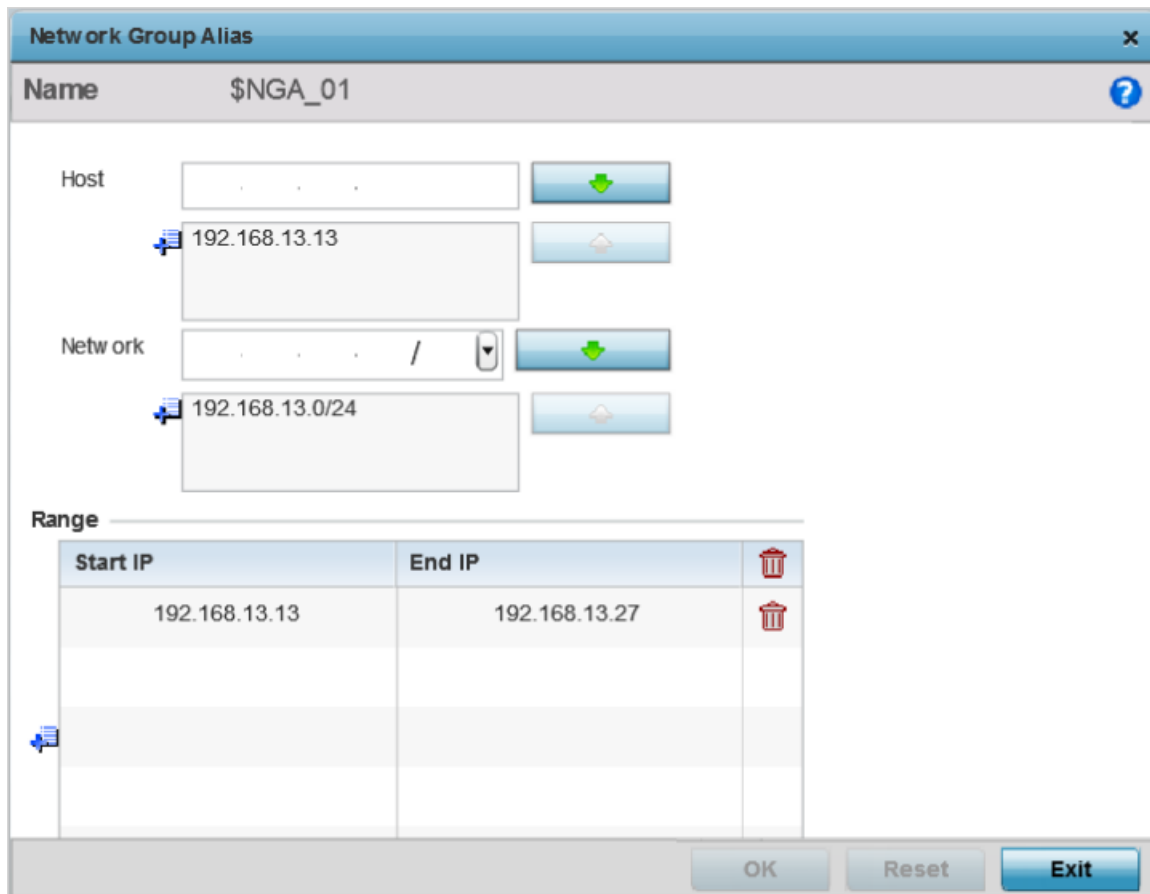 Network Group Alias
Name $NGA_01
Host . . .
192.168.13.13
Network . . . /
192.168.13.0/24
Range
Start IP End IP
192.168.13.13 192.168.13.27
OK Reset Exit